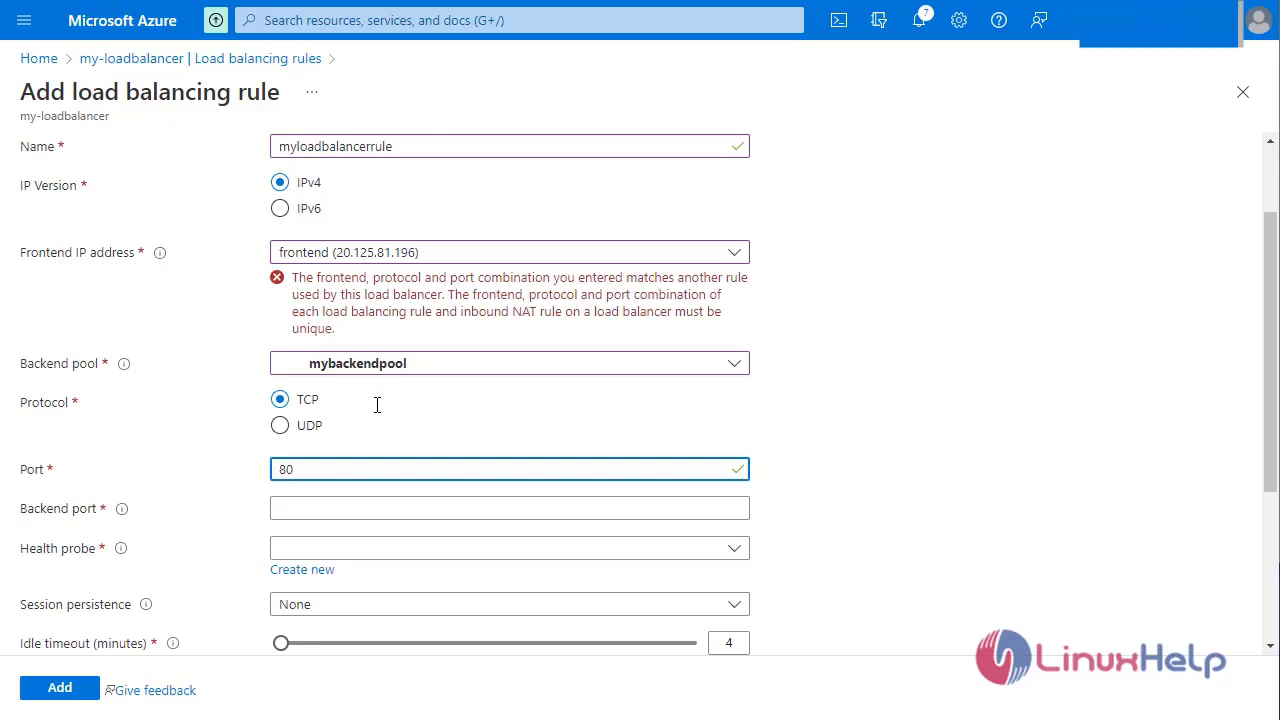 Microsoft Azure
Search resources, services, and docs (G+/)
7
Home > my-loadbalancer | Load balancing rules >
Add load balancing rule ...
my-loadbalancer
Name * myloadbalancerrule
IP Version * IPv4
IPv6
Frontend IP address * frontend (20.125.81.196)
The frontend, protocol and port combination you entered matches another rule
used by this load balancer. The frontend, protocol and port combination of
each load balancing rule and inbound NAT rule on a load balancer must be
unique.
Backend pool * mybackendpool
Protocol * TCP
UDP
Port * 80
Backend port *
Health probe *
Create new
Session persistence None
Idle timeout (minutes) * 4
Add Give feedback
LinuxHelp